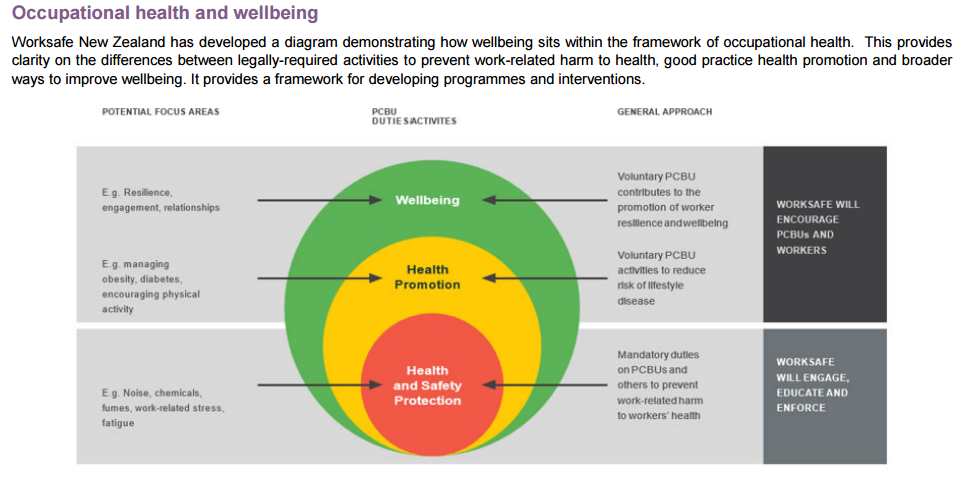 Occupational health and wellbeing
Worksafe New Zealand has developed a diagram demonstrating how wellbeing sits within the framework of occupational health. This provides
clarity on the differences between legally-required activities to prevent work-related harm to health, good practice health promotion and broader
ways to improve wellbeing. It provides a framework for developing programmes and interventions.
POTENTIAL FOCUS AREAS
PCBU
DUTIES/ACTIVITES
GENERAL APPROACH
E.g. Resilience,
engagement, relationships
Wellbeing
Voluntary PCBU
contributes to the
promotion of worker
resilience and wellbeing
WORKSAFE WILL
ENCOURAGE
PCBUs AND
WORKERS
E.g. managing
obesity, diabetes,
encouraging physical
activity
Health
Promotion
Voluntary PCBU
activities to reduce
risk of lifestyle
disease
E.g. Noise, chemicals,
fumes, work-related stress,
fatigue
Health
and Safety
Protection
Mandatory duties
on PCBUs and
others to prevent
work-related harm
to workers' health
WORKSAFE
WILL ENGAGE,
EDUCATE AND
ENFORCE